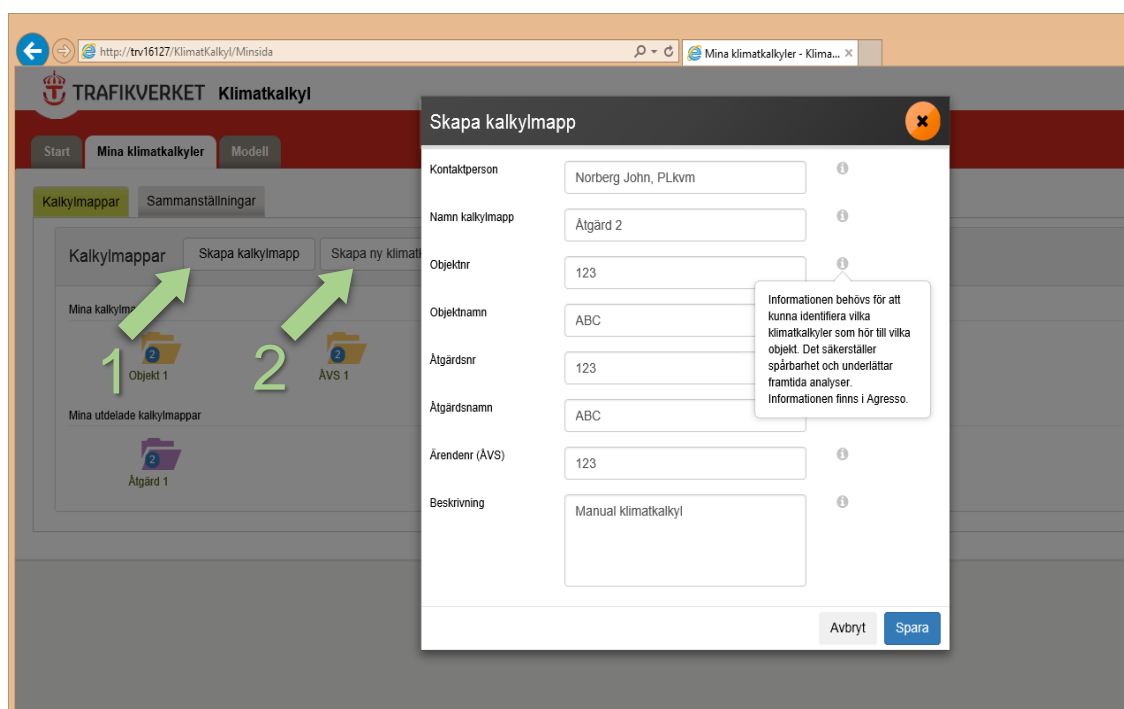 http://trv16127/KlimatKalkyl/Minsida
Mina klimatkalkyler - Klima...
TRAFIKVERKET Klimatkalkyl
Start Mina klimatkalkyler Modell
Kalkylmappar Sammanställningar
Kalkylmappar Skapa kalkylmapp Skapa ny klimatk
Mina kalkylma
1
2
2
2
Objekt 1
ÅVS 1
Mina utdelade kalkylmappar
2
Åtgärd 1
Skapa kalkylmapp
Kontaktperson Norberg John, PLkvm
Namn kalkylmapp Åtgärd 2
Objektnr 123
Objektnamn ABC
Åtgärdsnr 123
Åtgärdsnamn ABC
Ärendenr (ÅVS) 123
Beskrivning Manual klimatkalkyl
Informationen behövs för att
kunna identifiera vilka
klimatkalkyler som hör till vilka
objekt. Det säkerställer
spårbarhet och underlättar
framtida analyser.
Informationen finns i Agresso.
Avbryt Spara